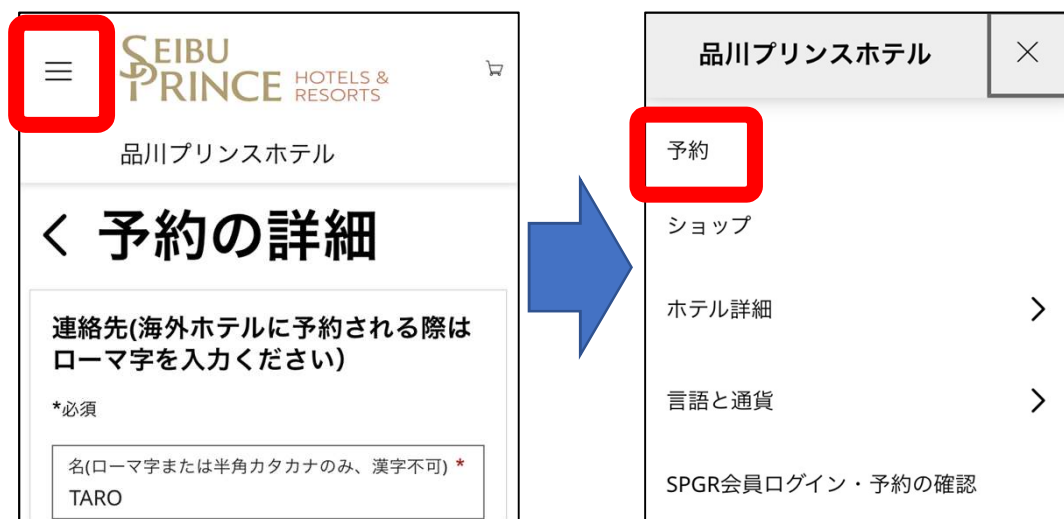 SEIBU
PRINCE HOTELS &
RESORTS
品川プリンスホテル
予約の詳細
連絡先(海外ホテルに予約される際は
ローマ字を入力ください）
*必須
名(ローマ字または半角カタカナのみ、漢字不可) *
TARO
品川プリンスホテル
予約
ショップ
ホテル詳細
言語と通貨
SPGR会員ログイン・予約の確認